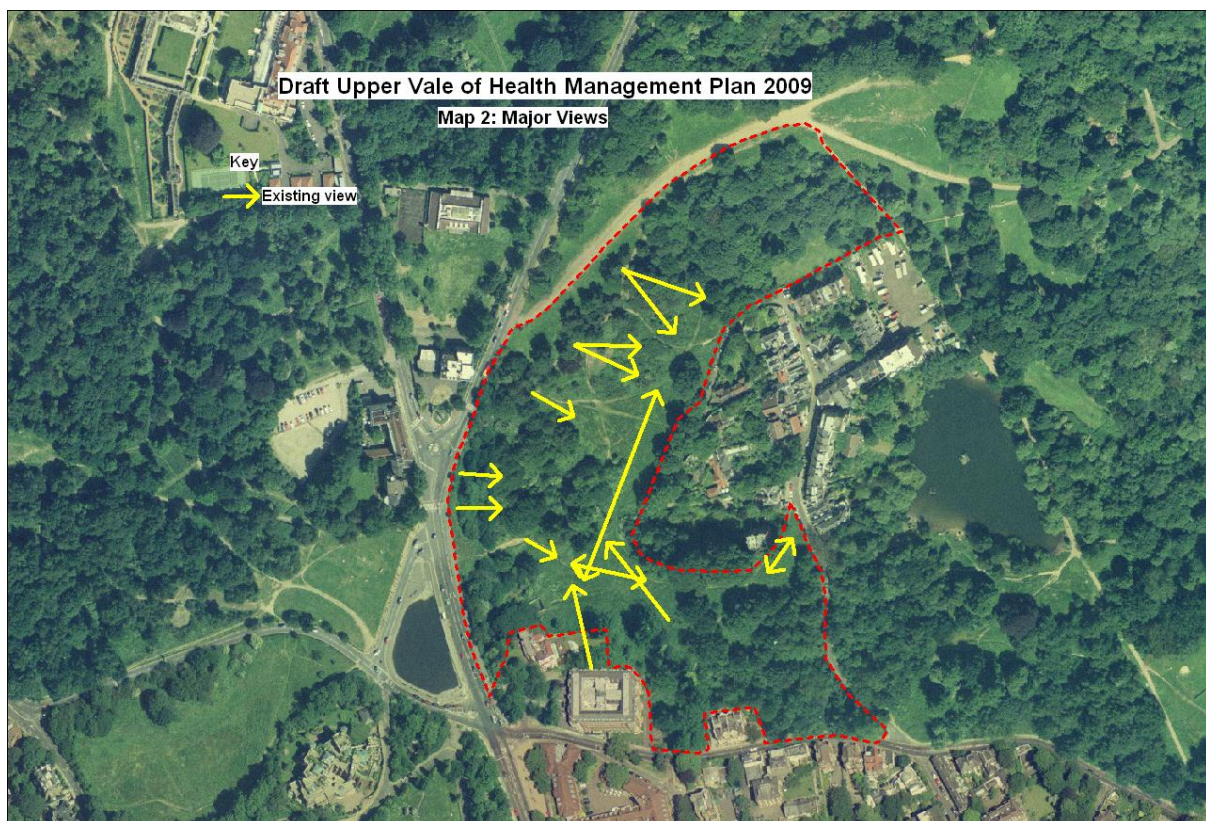 Draft Upper Vale of Health Management Plan 2009
Map 2: Major Views
Key
Existing view